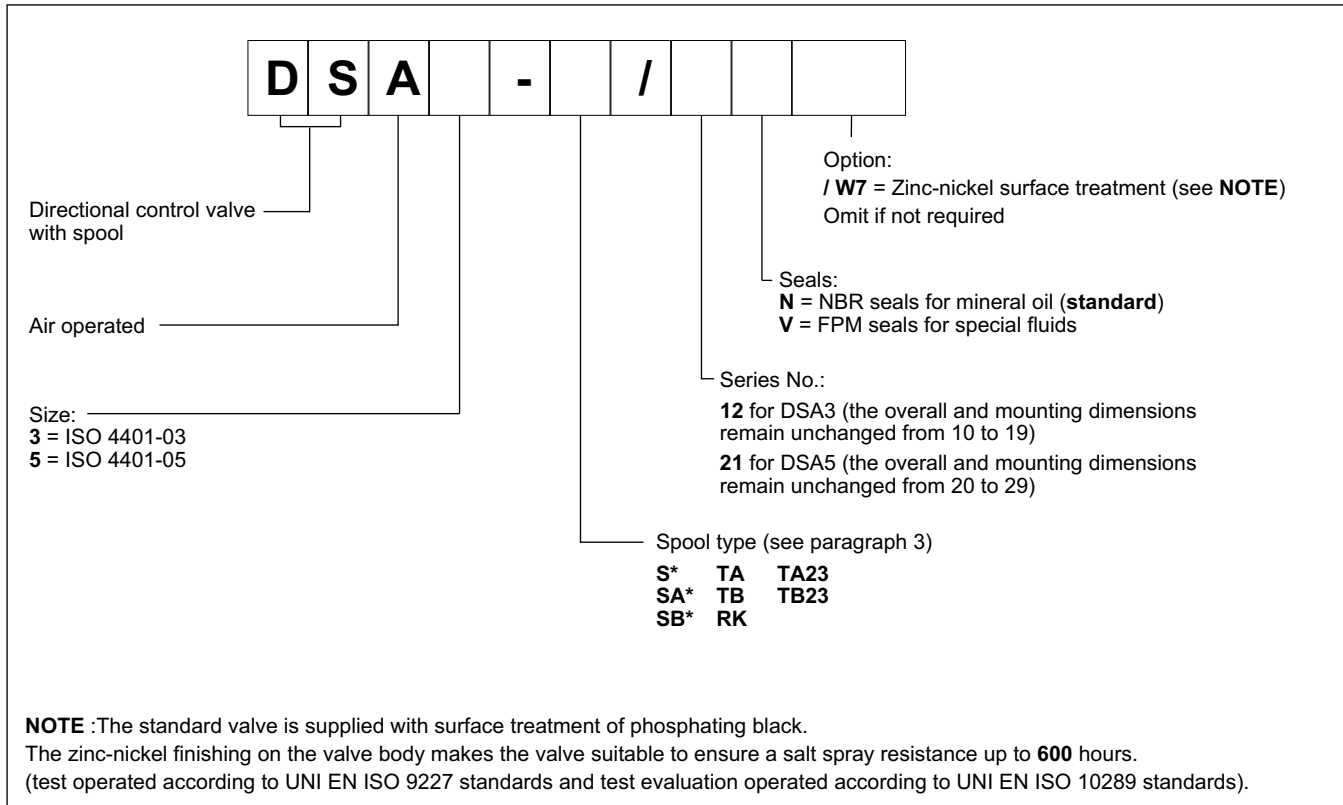 D S A - /
Option:
/ W7 = Zinc-nickel surface treatment (see NOTE)
Omit if not required
Directional control valve
with spool
Seals:
N = NBR seals for mineral oil (standard)
V = FPM seals for special fluids
Air operated
Series No.:
12 for DSA3 (the overall and mounting dimensions
remain unchanged from 10 to 19)
21 for DSA5 (the overall and mounting dimensions
remain unchanged from 20 to 29)
Size:
3 = ISO 4401-03
5 = ISO 4401-05
Spool type (see paragraph 3)
S* TA TA23
SA* TB TB23
SB* RK
NOTE :The standard valve is supplied with surface treatment of phosphating black.
The zinc-nickel finishing on the valve body makes the valve suitable to ensure a salt spray resistance up to 600 hours.
(test operated according to UNI EN ISO 9227 standards and test evaluation operated according to UNI EN ISO 10289 standards).